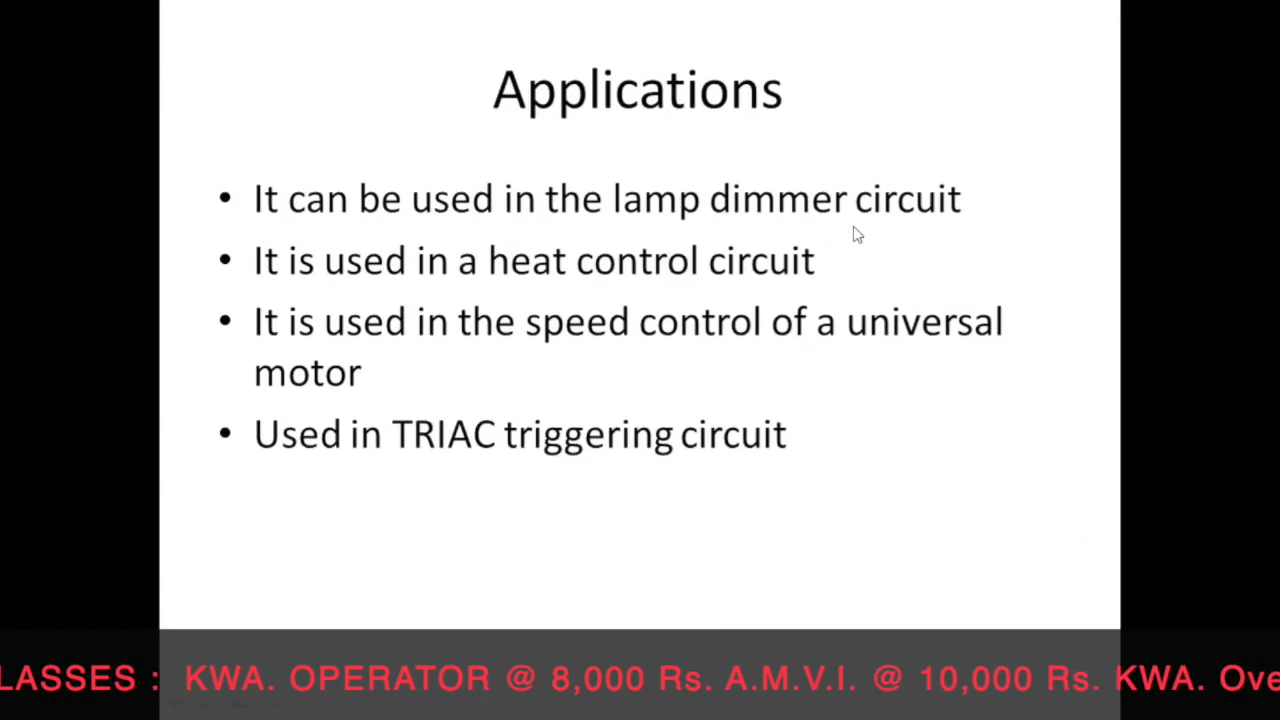 Applications
• It can be used in the lamp dimmer circuit
• It is used in a heat control circuit
• It is used in the speed control of a universal
motor
• Used in TRIAC triggering circuit
LASSES : KWA. OPERATOR @ 8,000 Rs. A.M.V.I. @ 10,000 Rs. KWA. Ove